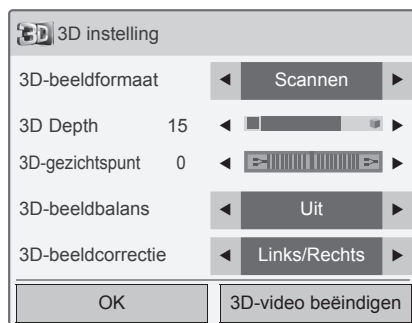 3D 3D instelling
3D-beeldformaat Scannen
3D Depth 15
3D-gezichtspunt 0
3D-beeldbalans Uit
3D-beeldcorrectie Links/Rechts
OK 3D-video beëindigen